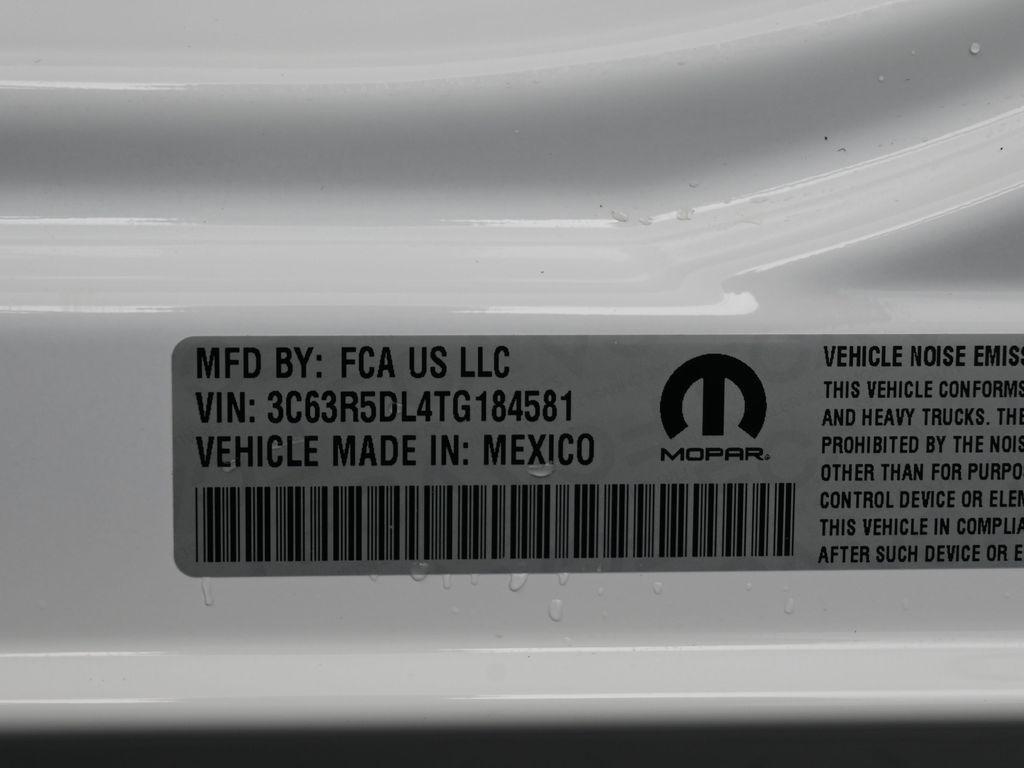 MFD BY: FCA US LLC
VIN: 3C63R5DL4TG184581
VEHICLE MADE IN: MEXICO
MOPAR
VEHICLE NOISE EMISS
THIS VEHICLE CONFORMS
AND HEAVY TRUCKS. THE
PROHIBITED BY THE NOIS
OTHER THAN FOR PURPO
CONTROL DEVICE OR ELEM
THIS VEHICLE IN COMPLIA
AFTER SUCH DEVICE OR E